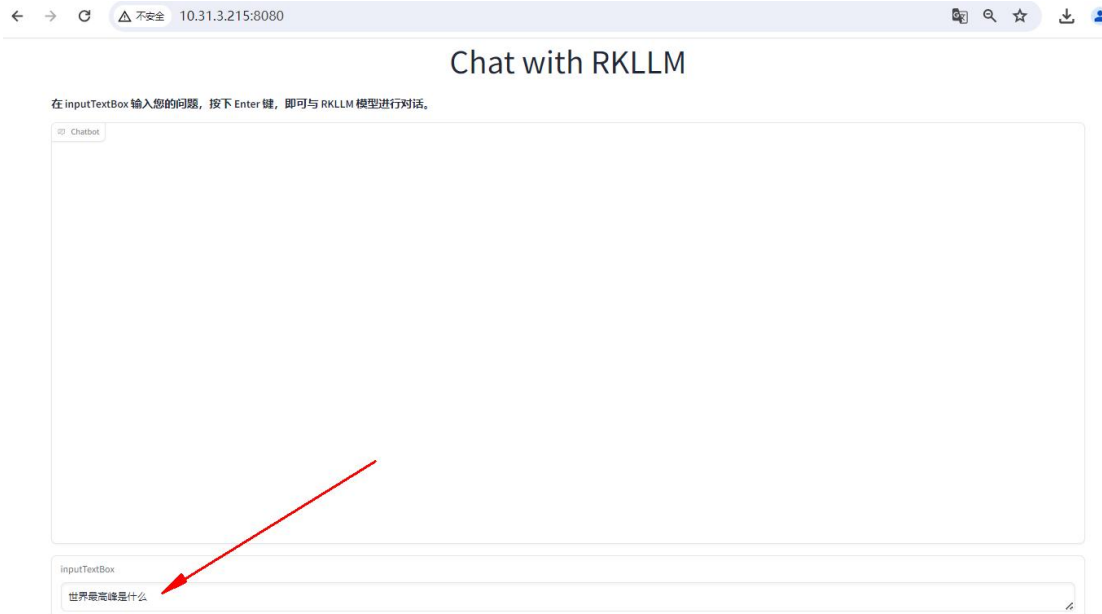 不安全 10.31.3.215:8080
Chat with RKLLM
在 inputTextBox 输入您的问题，按下 Enter 键，即可与 RKLLM 模型进行对话。
Chatbot
inputTextBox
世界最高峰是什么